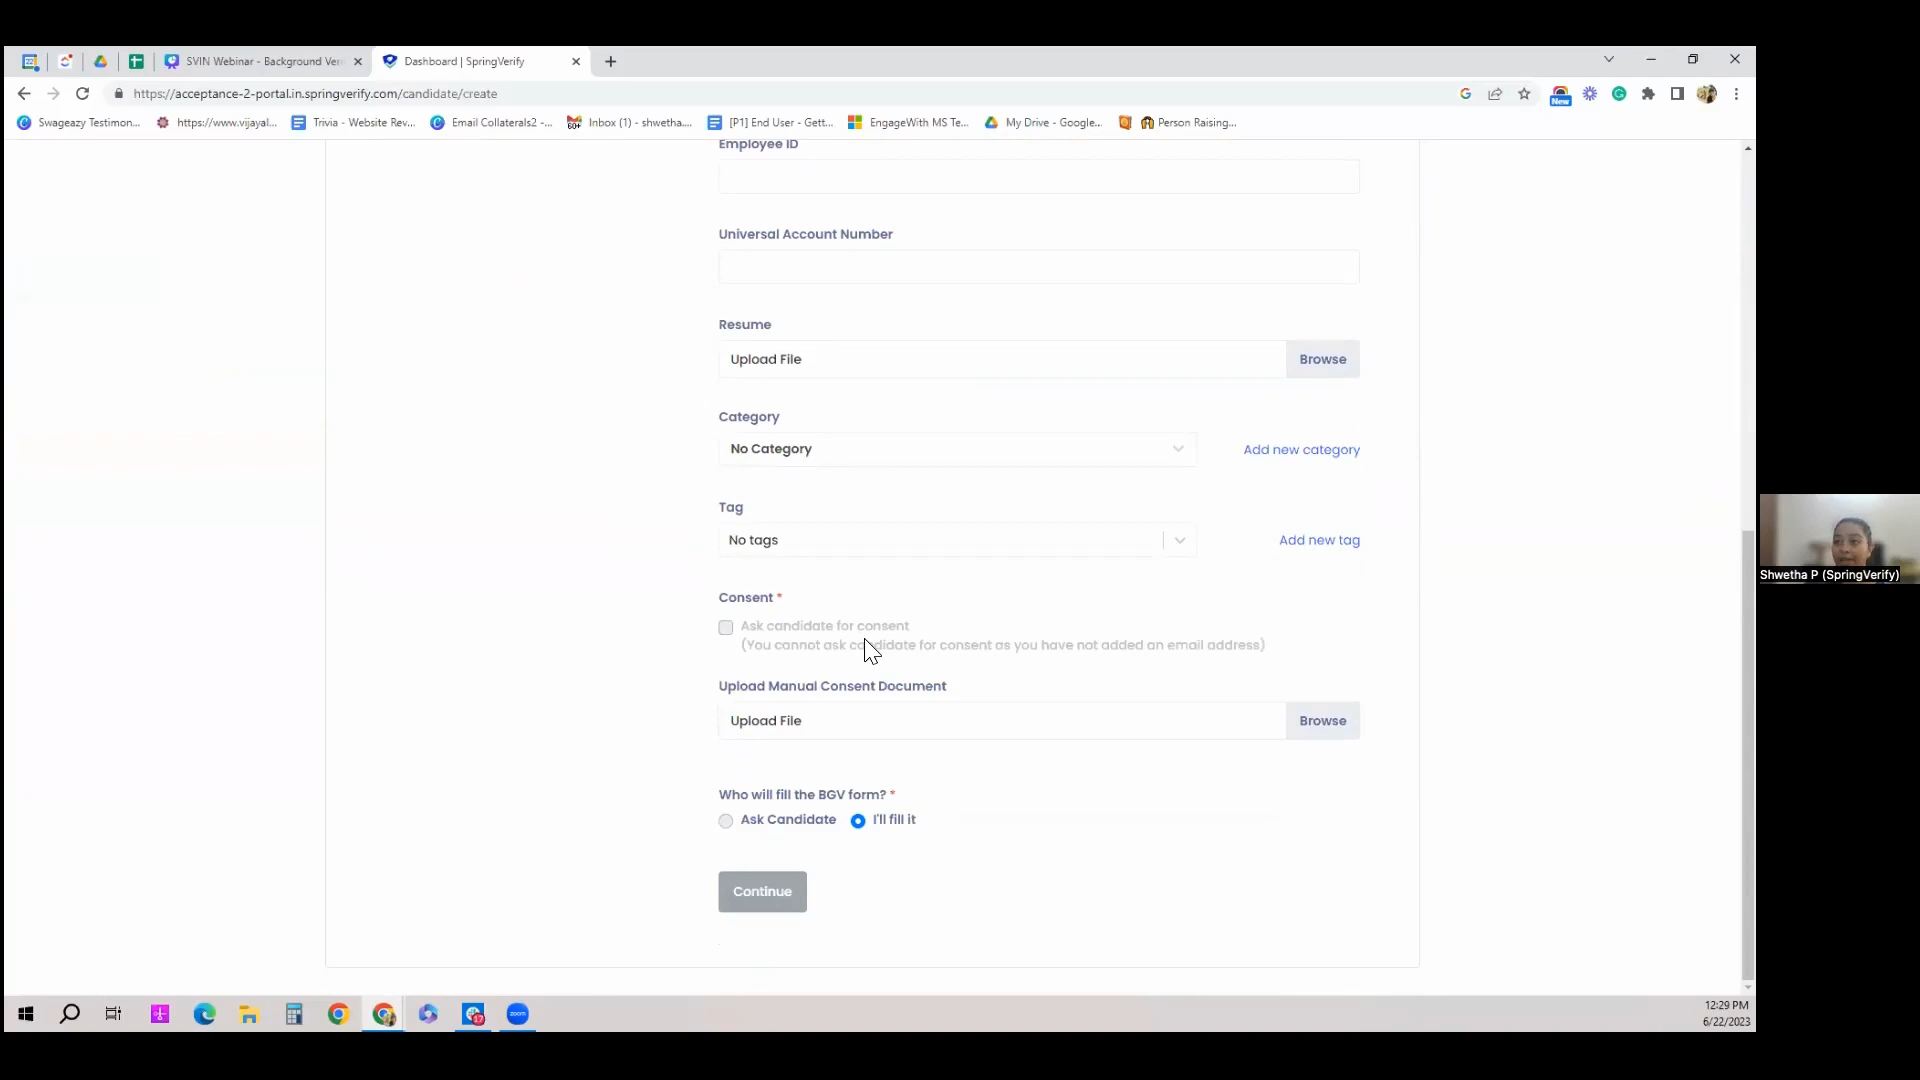 SVIN Webinar - Background Ver
Dashboard | SpringVerify
https://acceptance-2-portal.in.springverify.com/candidate/create
New
Swageazy Testimon...
https://www.vijayal...
Trivia - Website Rev...
Email Collaterals2 -...
Inbox (1) - shwetha....
[P1] End User - Gett...
EngageWith MS Te...
My Drive - Google...
Person Raising...
Employee ID
Universal Account Number
Resume
Upload File
Browse
Category
No Category
Add new category
Tag
No tags
Add new tag
Consent *
Ask candidate for consent
(You cannot ask candidate for consent as you have not added an email address)
Upload Manual Consent Document
Upload File
Browse
Who will fill the BGV form? *
Ask Candidate
I'll fill it
Continue
Shwetha P (SpringVerify)
zoom
17
12:29 PM
6/22/2023